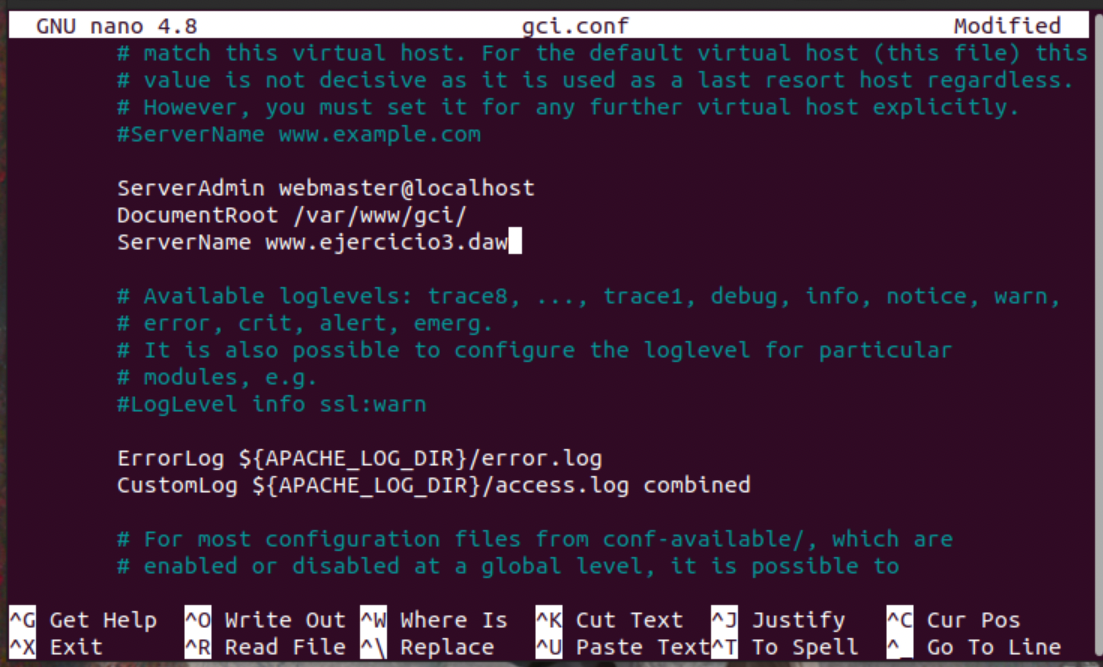 GNU nano 4.8 gci.conf Modified
# match this virtual host. For the default virtual host (this file) this
# value is not decisive as it is used as a last resort host regardless.
# However, you must set it for any further virtual host explicitly.
#ServerName www.example.com
ServerAdmin webmaster@localhost
DocumentRoot /var/www/gci/
ServerName www.ejercicio3.daw
# Available loglevels: trace8, ..., trace1, debug, info, notice, warn,
# error, crit, alert, emerg.
# It is also possible to configure the loglevel for particular
# modules, e.g.
#LogLevel info ssl:warn
ErrorLog ${APACHE_LOG_DIR}/error.log
CustomLog ${APACHE_LOG_DIR}/access.log combined
# For most configuration files from conf-available/, which are
# enabled or disabled at a global level, it is possible to
^G Get Help ^O Write Out ^W Where Is ^K Cut Text ^J Justify ^C Cur Pos
^X Exit ^R Read File ^\ Replace ^U Paste Text ^T To Spell ^_ Go To Line